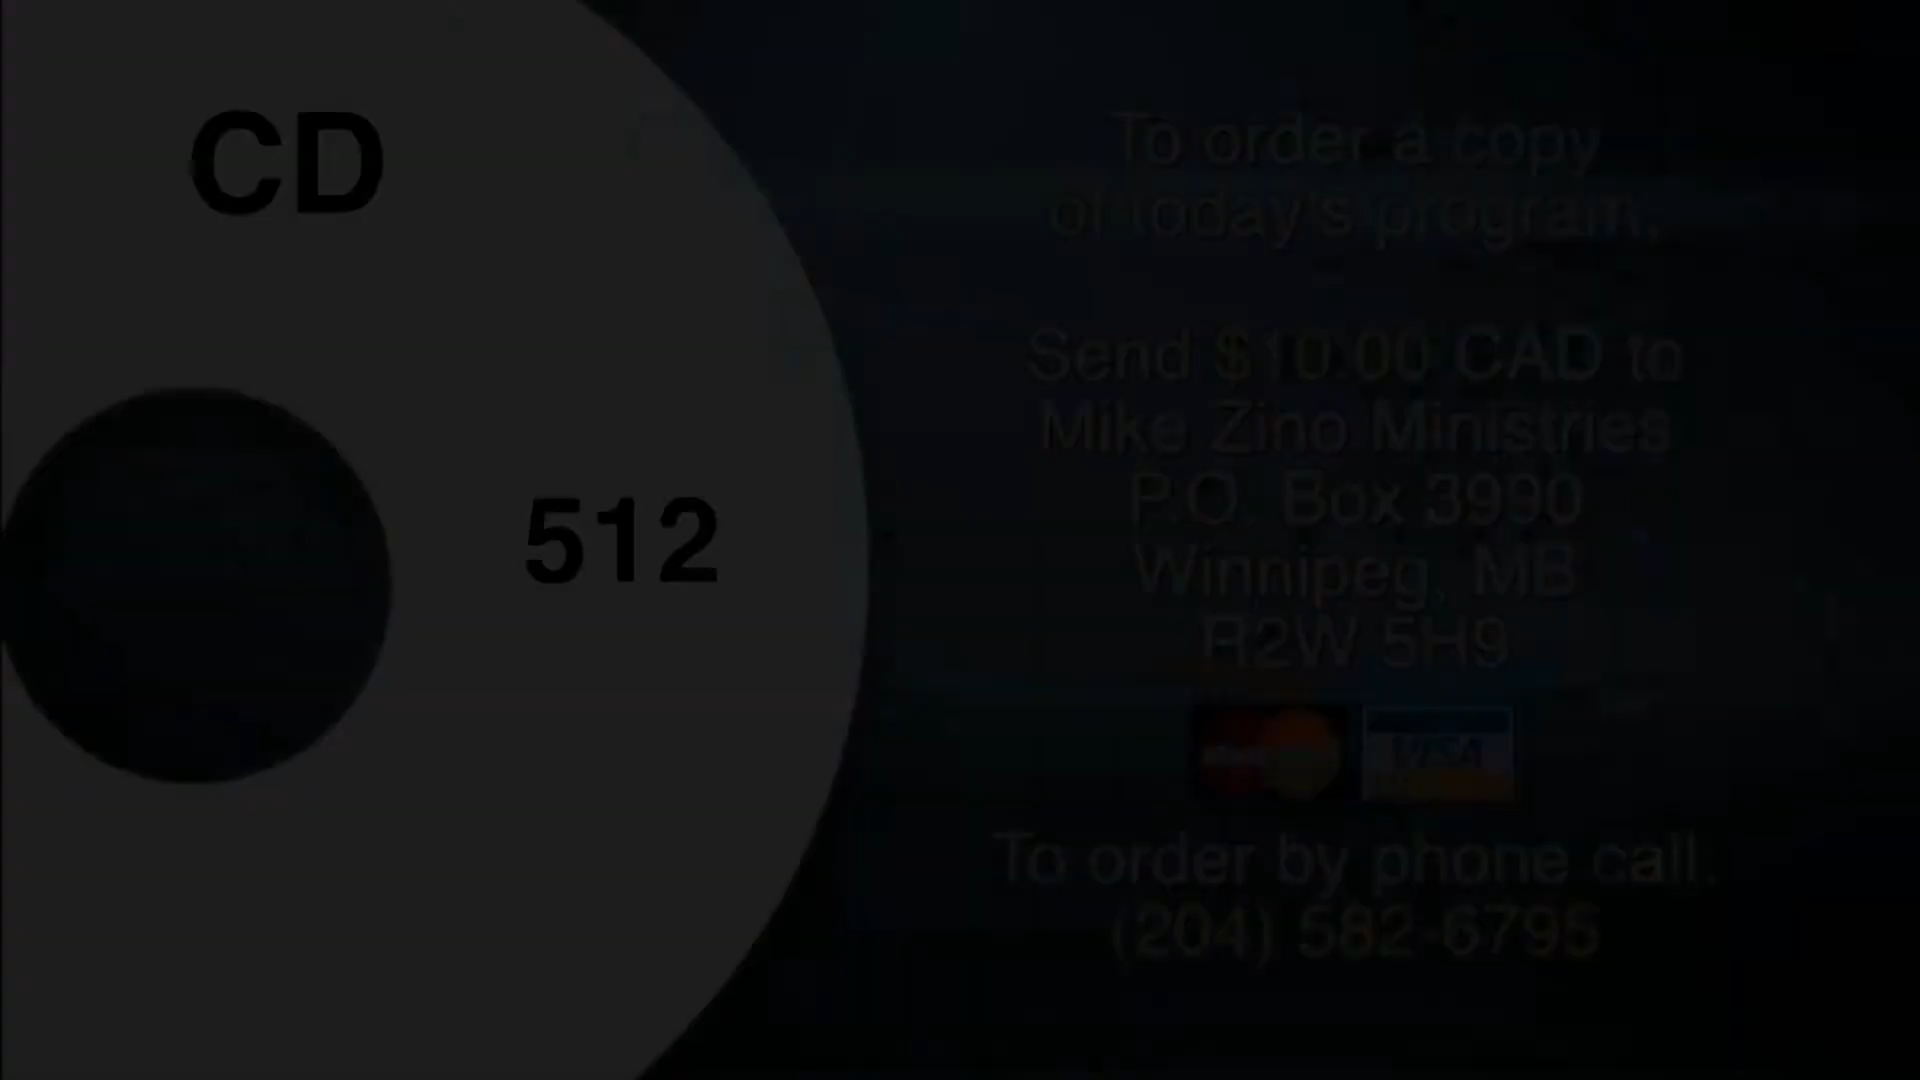 CD
512
To order a copy
of today's program,
Send $10.00 CAD to
Mike Zino Ministries
P.O. Box 3990
Winnipeg, MB
R2W 5H9
VISA
To order by phone call:
(204) 582-6795